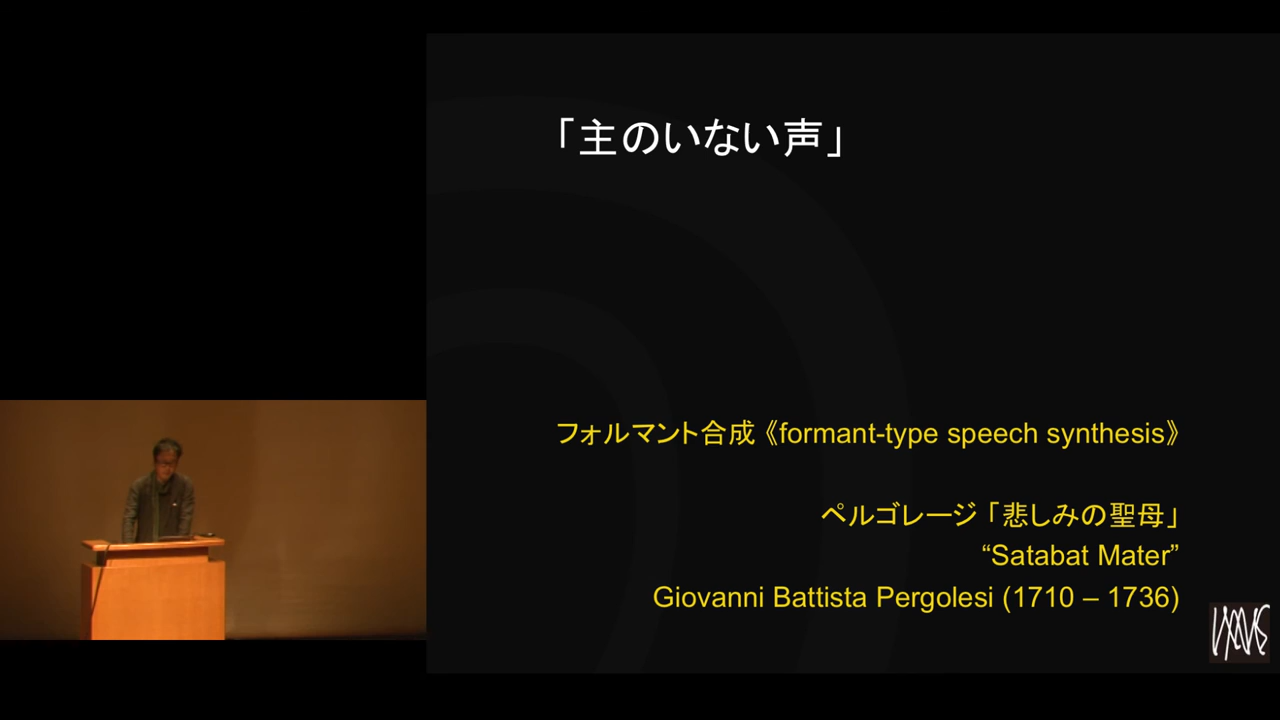 「主のいない声」
フォルマント合成《formant-type speech synthesis》
ペルゴレージ「悲しみの聖母」
“Satabat Mater”
Giovanni Battista Pergolesi (1710 – 1736)